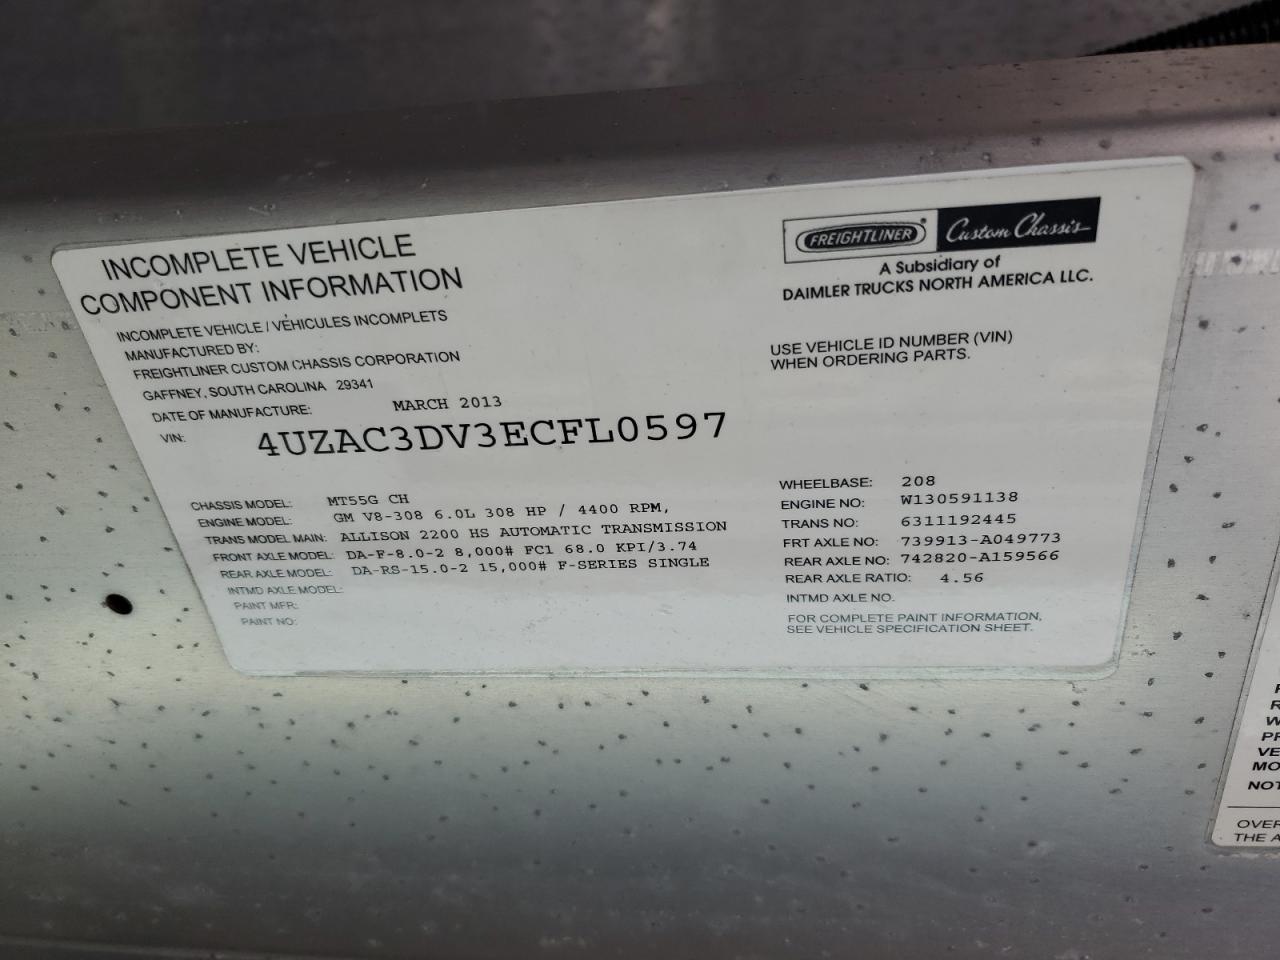 INCOMPLETE VEHICLE
COMPONENT INFORMATION
INCOMPLETE VEHICLE / VÉHICULES INCOMPLETS
MANUFACTURED BY:
FREIGHTLINER CUSTOM CHASSIS CORPORATION
GAFFNEY, SOUTH CAROLINA 29341
DATE OF MANUFACTURE: MARCH 2013
VIN: 4UZAC3DV3ECFL0597
CHASSIS MODEL: MT55G CH
ENGINE MODEL: GM V8-308 6.0L 308 HP / 4400 RPM,
TRANS MODEL MAIN: ALLISON 2200 HS AUTOMATIC TRANSMISSION
FRONT AXLE MODEL: DA-F-8.0-2 8,000# FC1 68.0 KPI/3.74
REAR AXLE MODEL: DA-RS-15.0-2 15,000# F-SERIES SINGLE
INTMD AXLE MODEL:
PAINT MFR:
PAINT NO:
FREIGHTLINER® Custom Chassis
A Subsidiary of
DAIMLER TRUCKS NORTH AMERICA LLC.
USE VEHICLE ID NUMBER (VIN)
WHEN ORDERING PARTS.
WHEELBASE: 208
ENGINE NO: W130591138
TRANS NO: 6311192445
FRT AXLE NO: 739913-A049773
REAR AXLE NO: 742820-A159566
REAR AXLE RATIO: 4.56
INTMD AXLE NO.
FOR COMPLETE PAINT INFORMATION,
SEE VEHICLE SPECIFICATION SHEET.
W
VE
MO
NOT
OVER
THE A